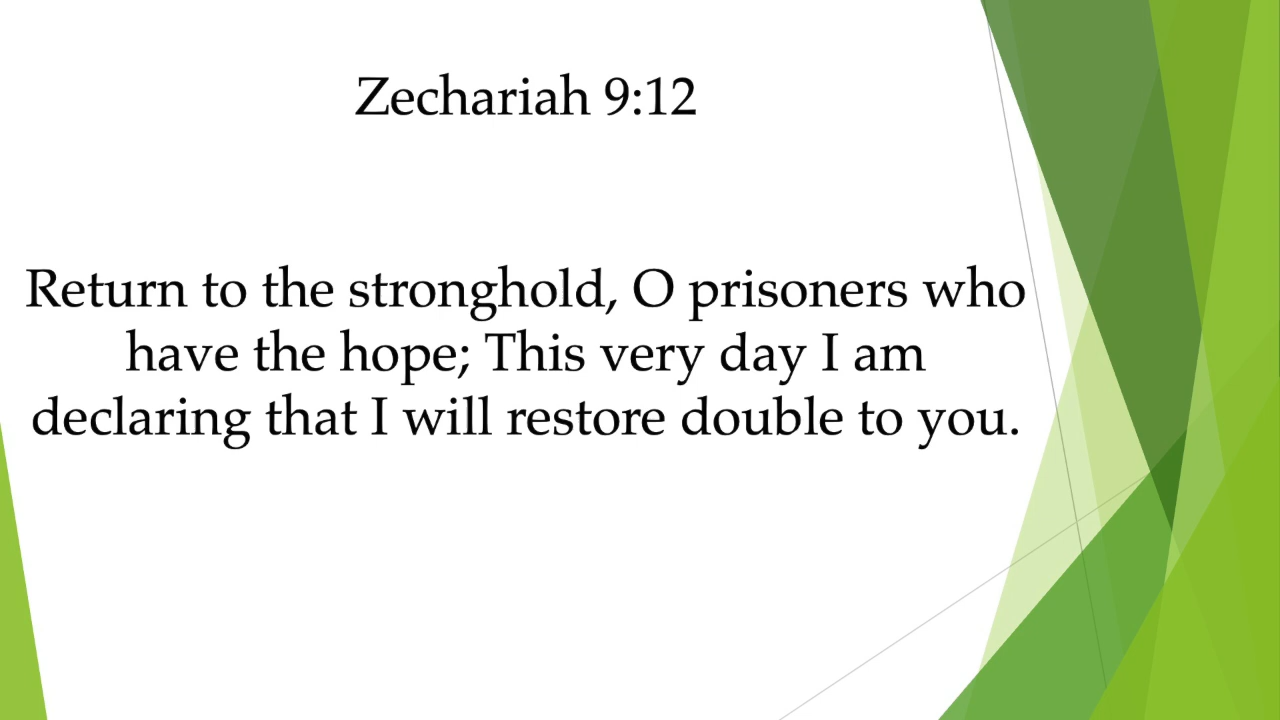 Zechariah 9:12
Return to the stronghold, O prisoners who
have the hope; This very day I am
declaring that I will restore double to you.